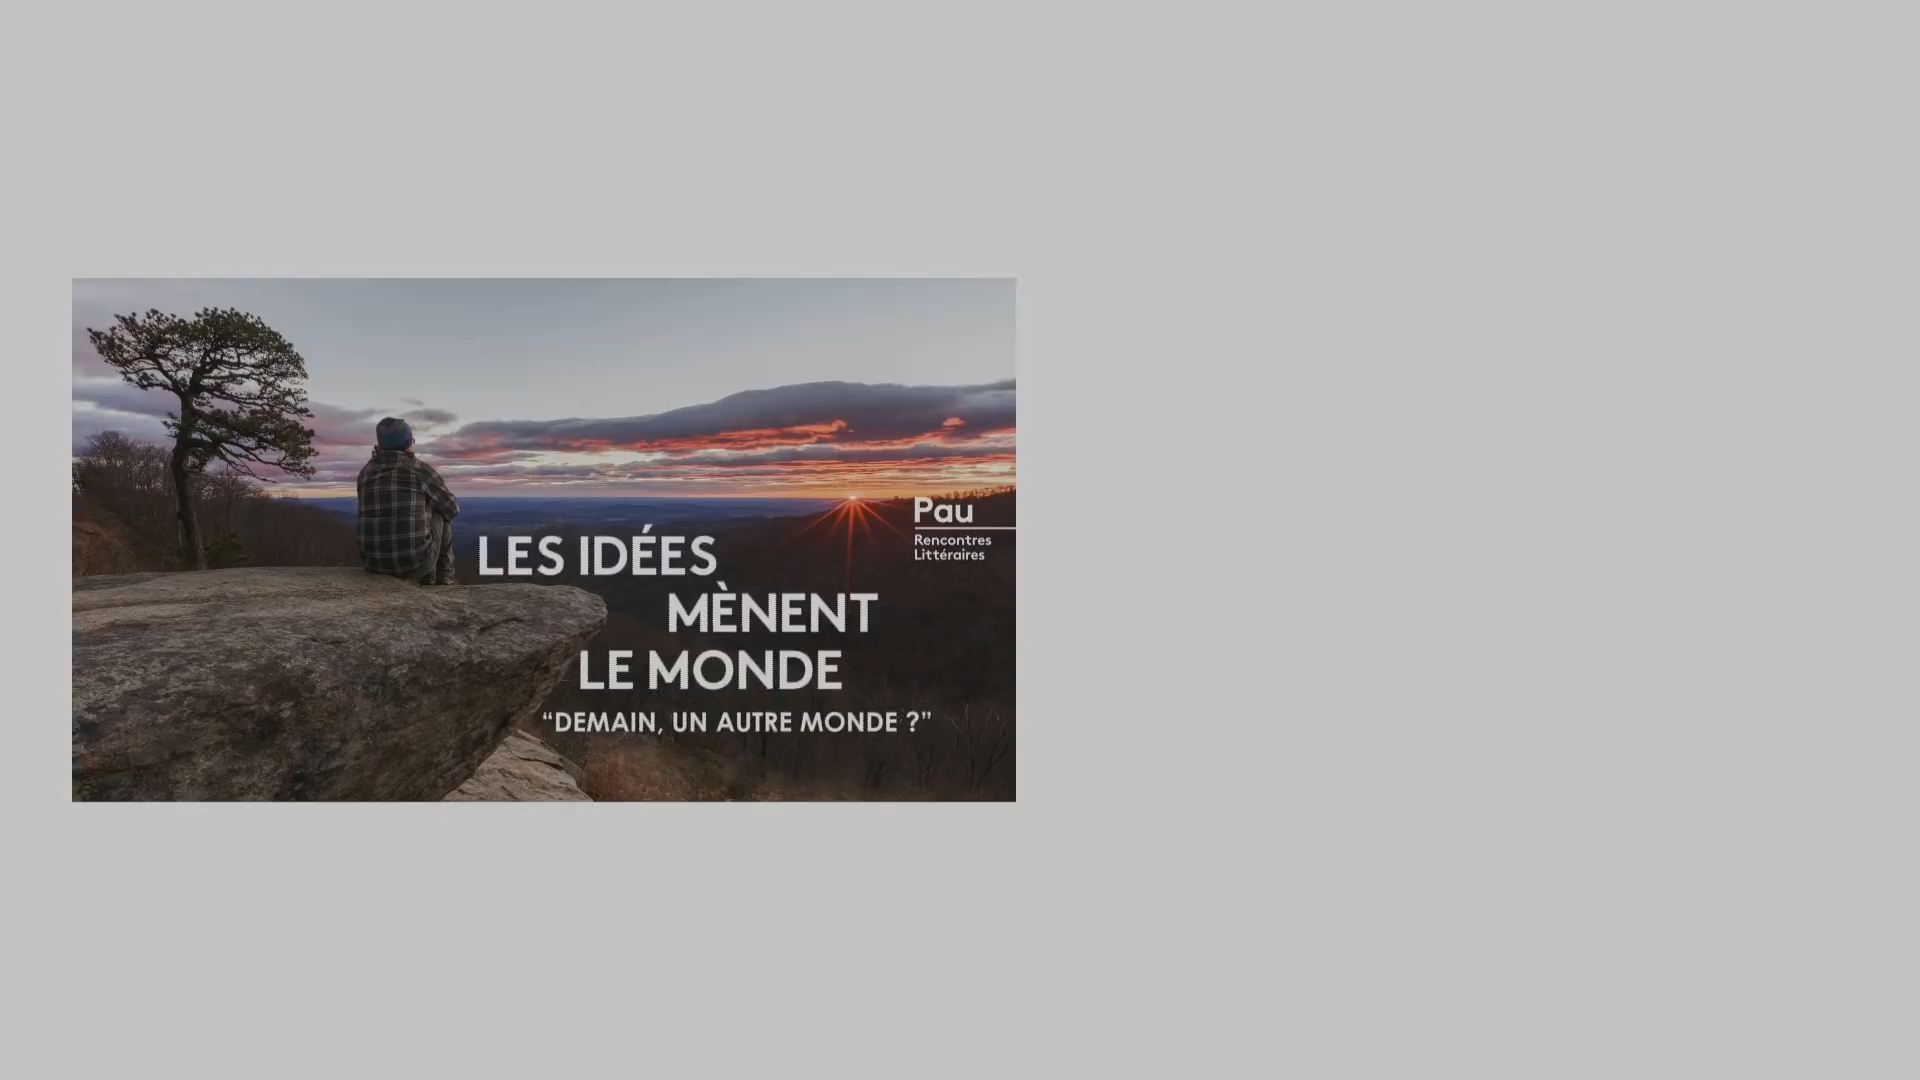 Pau
Rencontres
Littéraires
LES IDÉES
MÈNENT
LE MONDE
“DEMAIN, UN AUTRE MONDE ?”